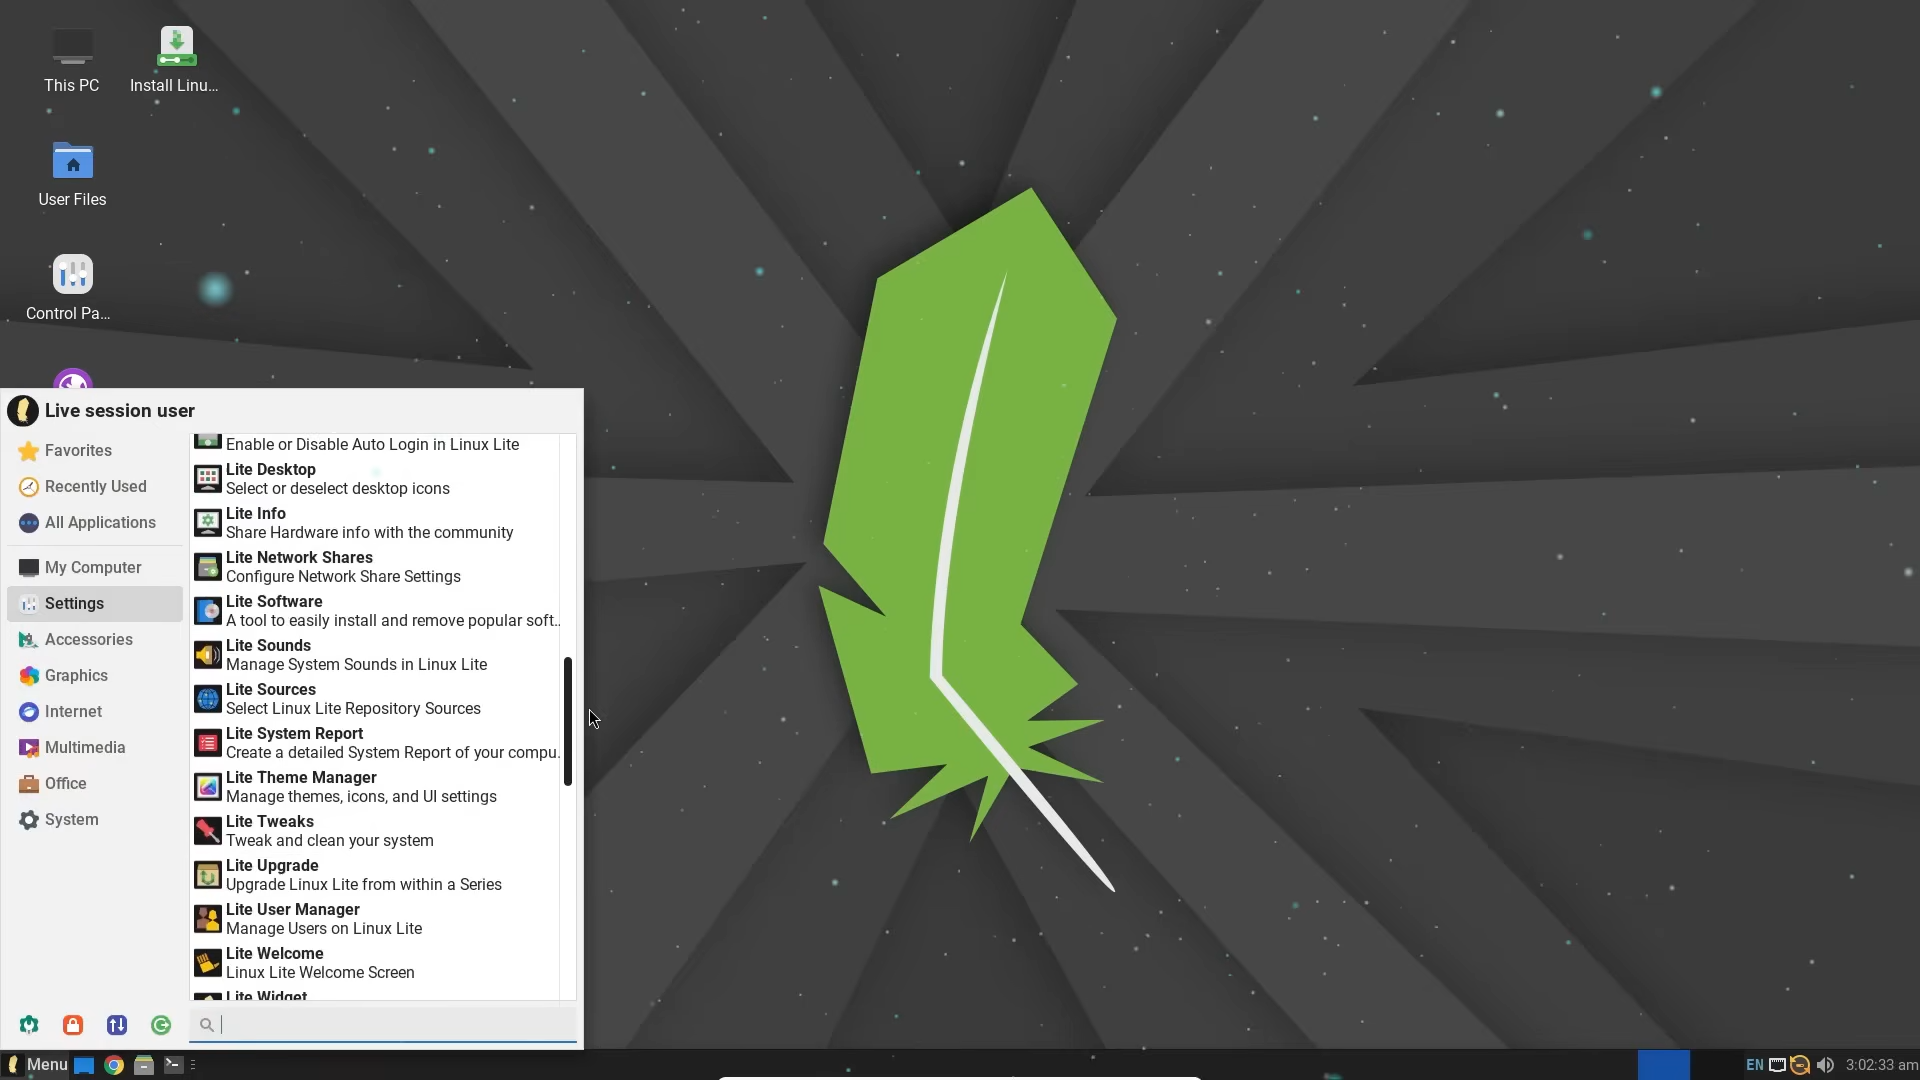 This PC
Install Linu...
User Files
Control Pa...
Live session user
Favorites
Recently Used
All Applications
My Computer
Settings
Accessories
Graphics
Internet
Multimedia
Office
System
Enable or Disable Auto Login in Linux Lite
Lite Desktop
Select or deselect desktop icons
Lite Info
Share Hardware info with the community
Lite Network Shares
Configure Network Share Settings
Lite Software
A tool to easily install and remove popular soft..
Lite Sounds
Manage System Sounds in Linux Lite
Lite Sources
Select Linux Lite Repository Sources
Lite System Report
Create a detailed System Report of your compu.
Lite Theme Manager
Manage themes, icons, and UI settings
Lite Tweaks
Tweak and clean your system
Lite Upgrade
Upgrade Linux Lite from within a Series
Lite User Manager
Manage Users on Linux Lite
Lite Welcome
Linux Lite Welcome Screen
Lite Widget
Menu
EN
3:02:33 am